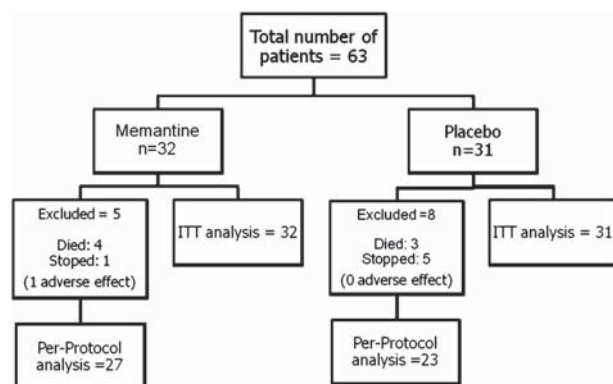 Total number of
patients = 63
Memantine
n=32
Placebo
n=31
Excluded = 5
Died: 4
Stoped: 1
(1 adverse effect)
ITT analysis = 32
Excluded =8
Died: 3
Stopped: 5
(0 adverse effect)
ITT analysis = 31
Per-Protocol
analysis =27
Per-Protocol
analysis =23